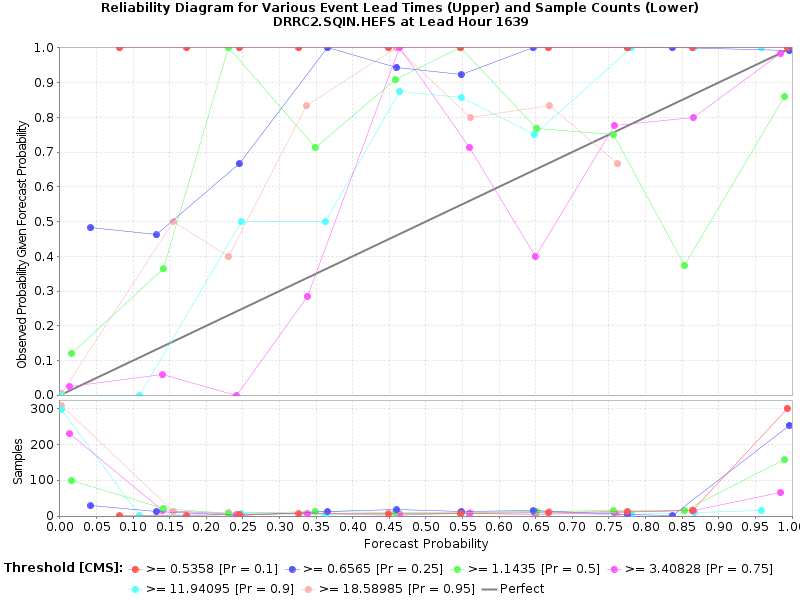 Reliability Diagram for Various Event Lead Times (Upper) and Sample Counts (Lower)
DRRC2.SQIN.HEFS at Lead Hour 1639
Observed Probability Given Forecast Probability
1.0
0.9
0.8
0.7
0.6
0.5
0.4
0.3
0.2
0.1
0.0
Samples
300
200
100
0
0.00 0.05 0.10 0.15 0.20 0.25 0.30 0.35 0.40 0.45 0.50 0.55 0.60 0.65 0.70 0.75 0.80 0.85 0.90 0.95 1.0
Forecast Probability
Threshold [CMS]: >= 0.5358 [Pr = 0.1] >= 0.6565 [Pr = 0.25] >= 1.1435 [Pr = 0.5] >= 3.40828 [Pr = 0.75]
>= 11.94095 [Pr = 0.9] >= 18.58985 [Pr = 0.95] Perfect